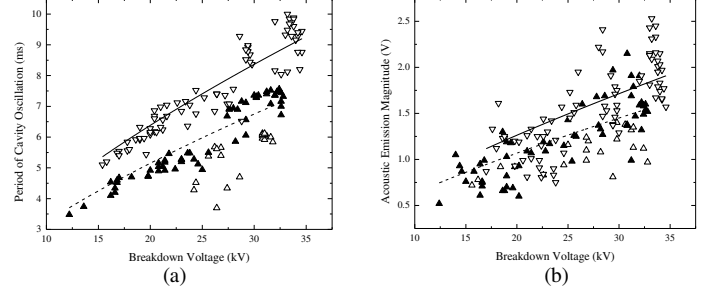 10
9
8
7
6
5
4
3
10 15 20 25 30 35
Period of Cavity Oscillation (ms)
Breakdown Voltage (kV)
(a)
2.5
2.0
1.5
1.0
0.5
10 15 20 25 30 35
Acoustic Emission Magnitude (V)
Breakdown Voltage (kV)
(b)